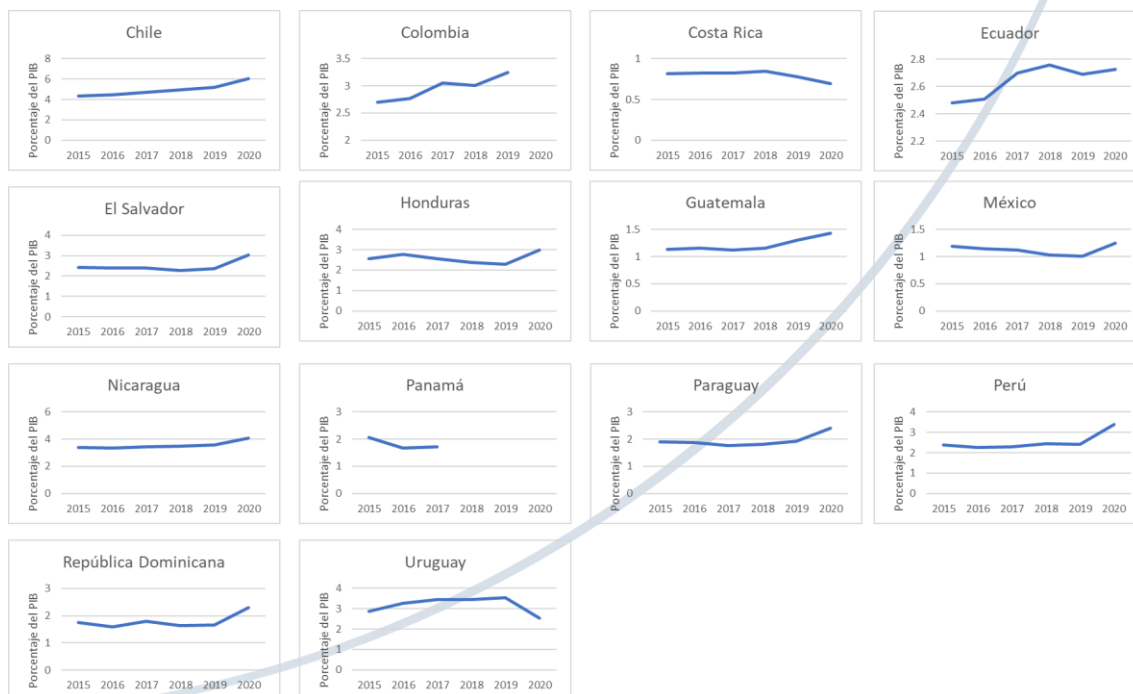 Chile
Porcentaje del PIB
8
6
4
2
0
2015 2016 2017 2018 2019 2020
Colombia
Porcentaje del PIB
3.5
3
2.5
2
2015 2016 2017 2018 2019 2020
Costa Rica
Porcentaje del PIB
1
0.5
0
2015 2016 2017 2018 2019 2020
Ecuador
Porcentaje del PIB
2.8
2.6
2.4
2.2
2015 2016 2017 2018 2019 2020
El Salvador
Porcentaje del PIB
4
3
2
1
0
2015 2016 2017 2018 2019 2020
Honduras
Porcentaje del PIB
4
3
2
1
0
2015 2016 2017 2018 2019 2020
Guatemala
Porcentaje del PIB
1.5
1
0.5
0
2015 2016 2017 2018 2019 2020
México
Porcentaje del PIB
1.5
1
0.5
0
2015 2016 2017 2018 2019 2020
Nicaragua
Porcentaje del PIB
6
4
2
0
2015 2016 2017 2018 2019 2020
Panamá
Porcentaje del PIB
3
2
1
0
2015 2016 2017 2018 2019 2020
Paraguay
Porcentaje del PIB
3
2
1
0
2015 2016 2017 2018 2019 2020
Perú
Porcentaje del PIB
4
3
2
1
0
2015 2016 2017 2018 2019 2020
República Dominicana
Porcentaje del PIB
3
2
1
0
2015 2016 2017 2018 2019 2020
Uruguay
Porcentaje del PIB
4
3
2
1
0
2015 2016 2017 2018 2019 2020